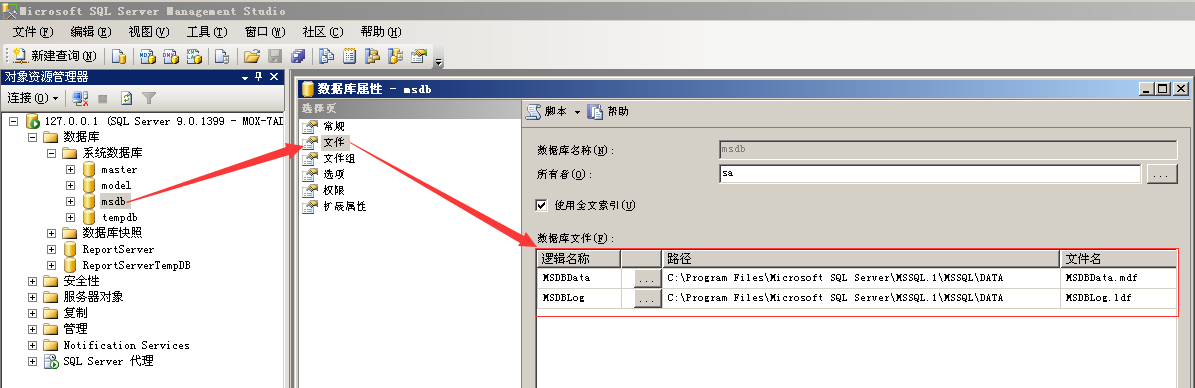 Microsoft SQL Server Management Studio
文件(F) 编辑(E) 视图(V) 工具(T) 窗口(W) 社区(C) 帮助(H)
新建查询(N)
对象资源管理器
连接(O)
127.0.0.1 (SQL Server 9.0.1399 - MOX-7AD
数据库
系统数据库
master
model
msdb
tempdb
数据库快照
ReportServer
ReportServerTempDB
安全性
服务器对象
复制
管理
Notification Services
SQL Server 代理
数据库属性 - msdb
选择页
常规
文件
文件组
选项
权限
扩展属性
脚本 帮助
数据库名称(N): msdb
所有者(O): sa ...
使用全文索引(U)
数据库文件(F):
逻辑名称 路径 文件名
MSDBData ... C:\Program Files\Microsoft SQL Server\MSSQL.1\MSSQL\DATA MSDBData.mdf
MSDBLog ... C:\Program Files\Microsoft SQL Server\MSSQL.1\MSSQL\DATA MSDBLog.ldf